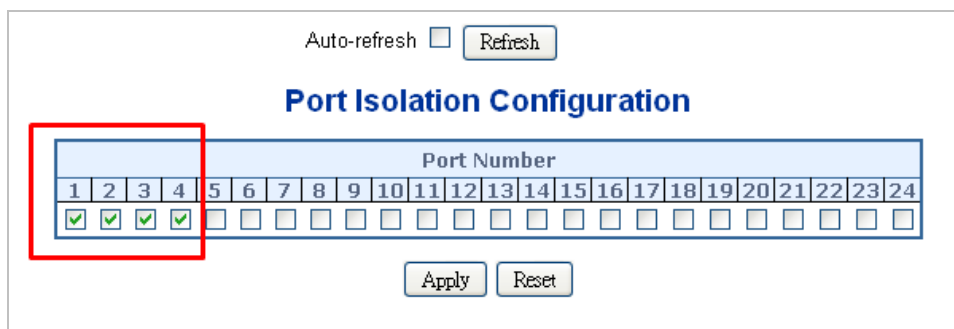 Auto-refresh Refresh
Port Isolation Configuration
Port Number
1 2 3 4 5 6 7 8 9 10 11 12 13 14 15 16 17 18 19 20 21 22 23 24
Apply Reset